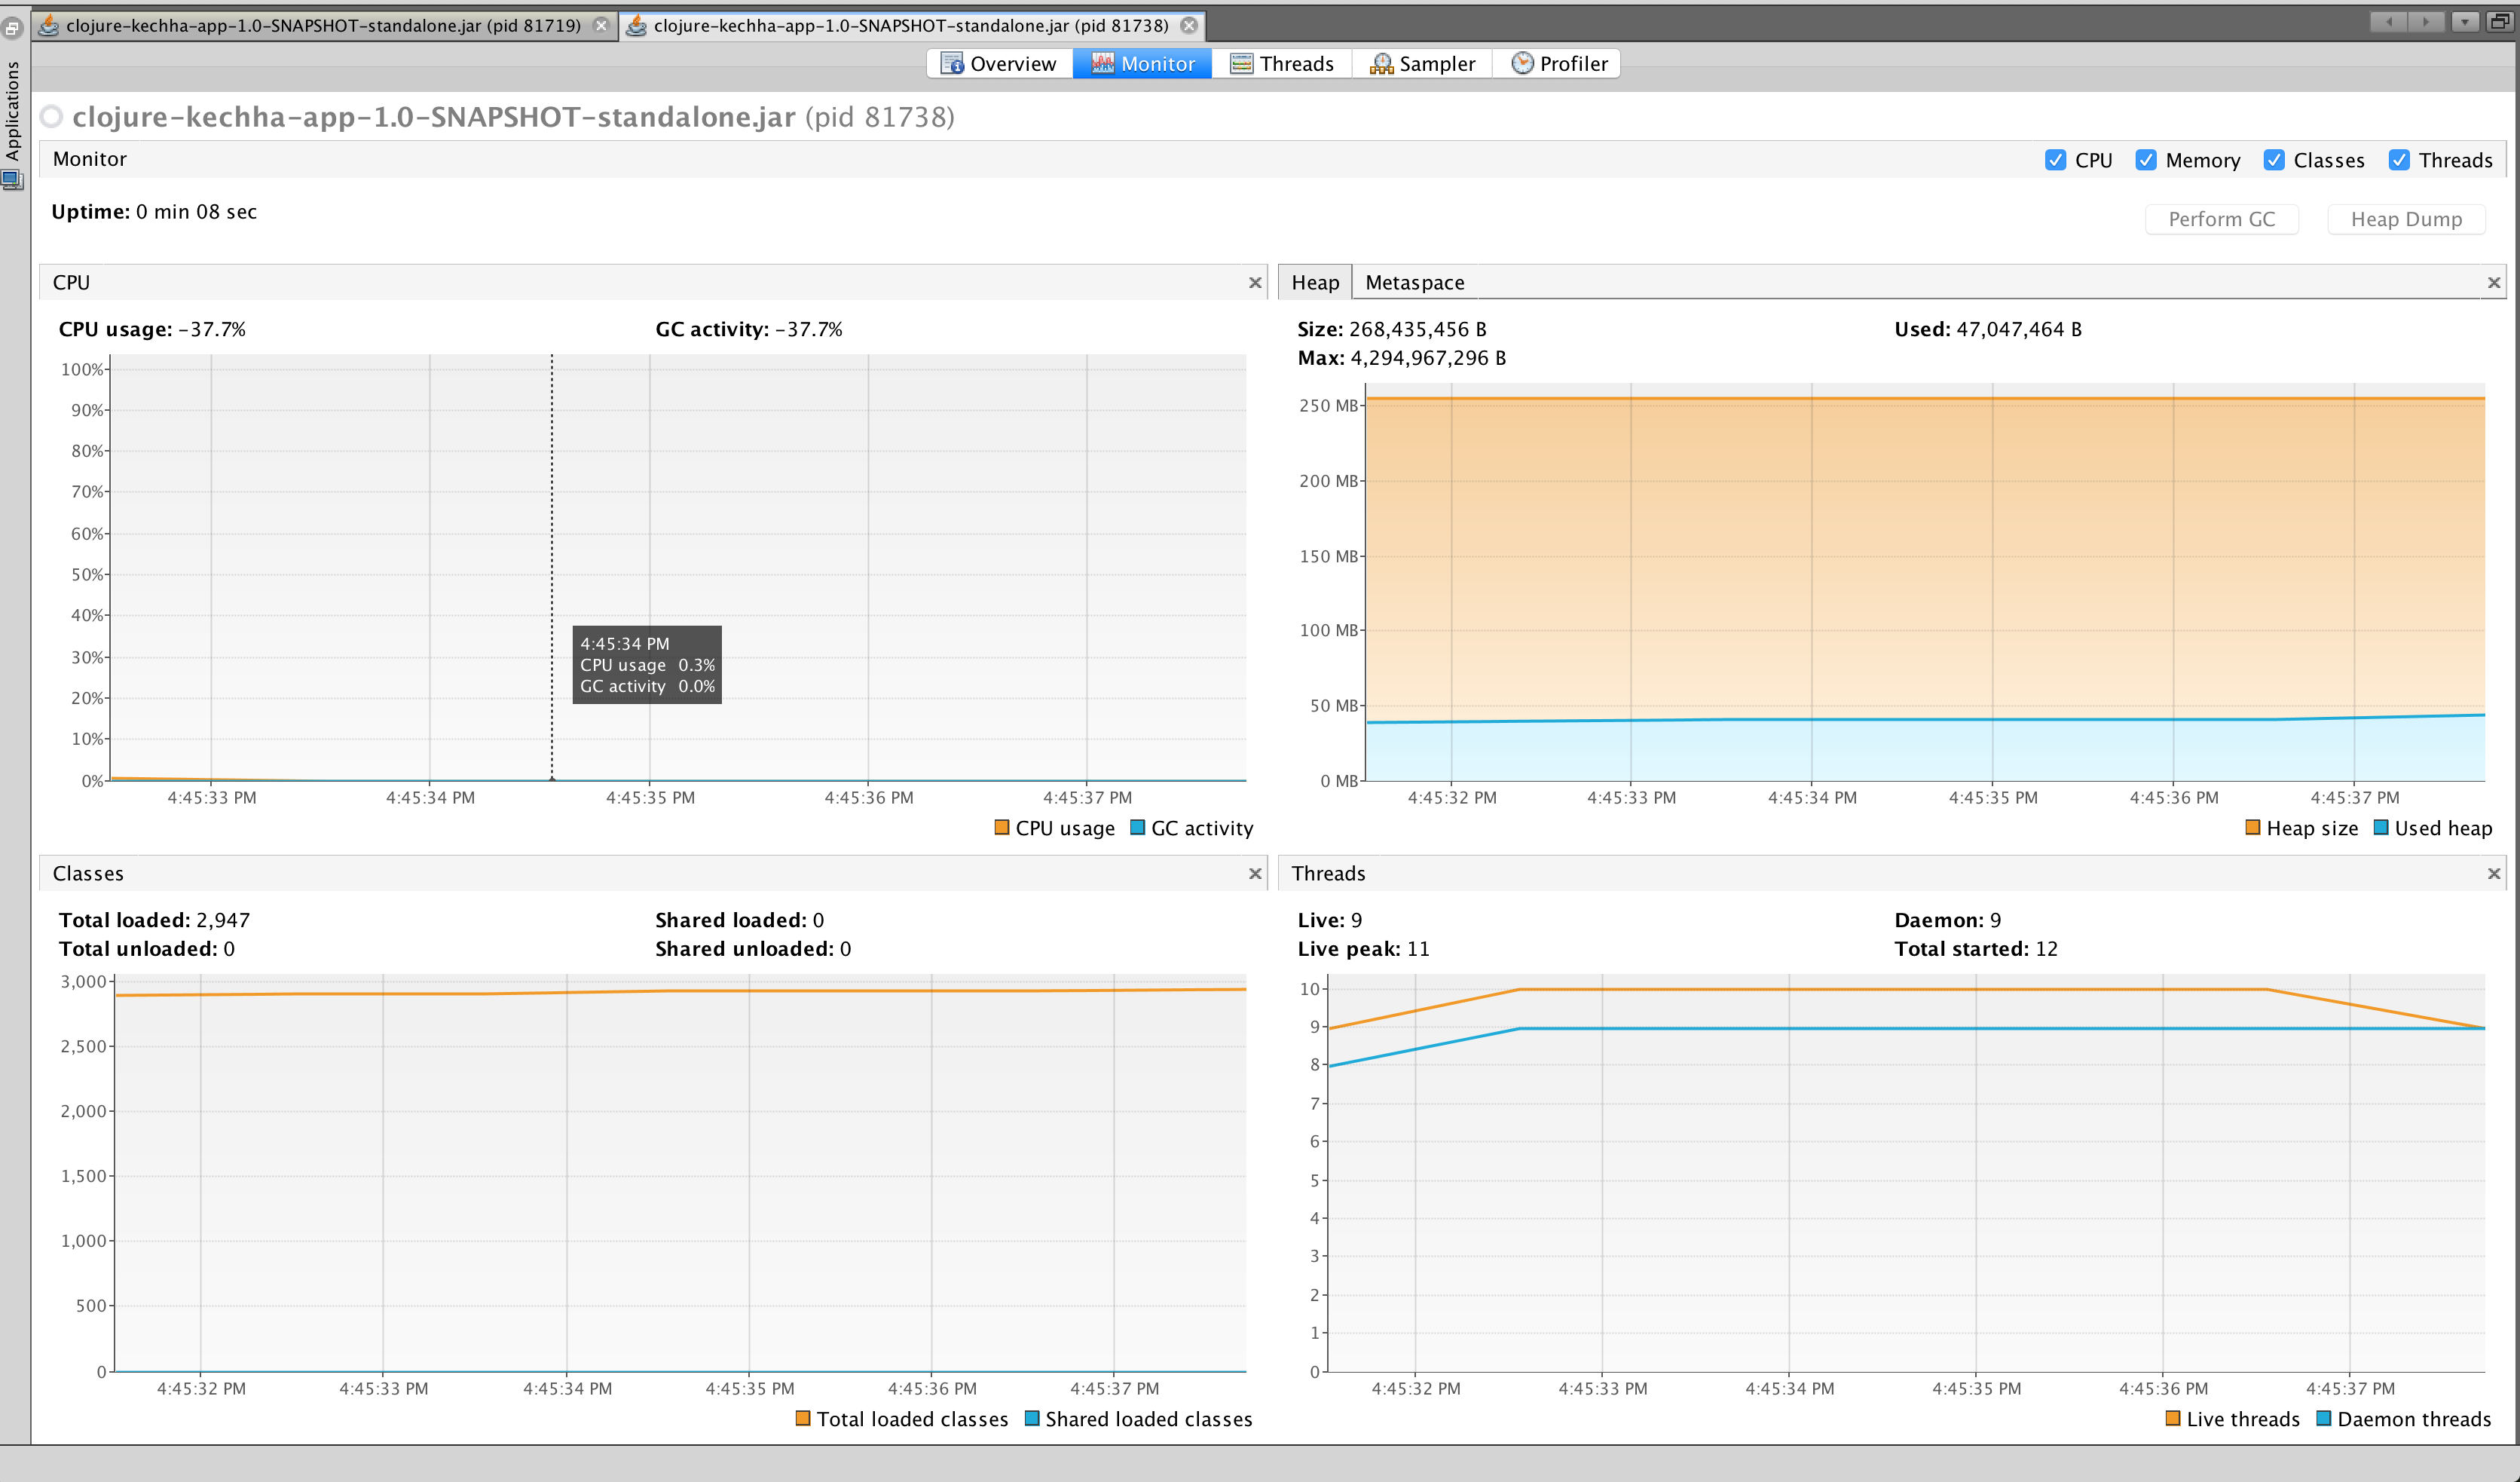 clojure-kechha-app-1.0-SNAPSHOT-standalone.jar (pid 81719) clojure-kechha-app-1.0-SNAPSHOT-standalone.jar (pid 81738)
Applications
Overview Monitor Threads Sampler Profiler
clojure-kechha-app-1.0-SNAPSHOT-standalone.jar (pid 81738)
Monitor CPU Memory Classes Threads
Uptime: 0 min 08 sec
Perform GC Heap Dump
CPU
CPU usage: -37.7% GC activity: -37.7%
100%
90%
80%
70%
60%
50%
40%
30%
20%
10%
0%
4:45:34 PM
CPU usage 0.3%
GC activity 0.0%
4:45:33 PM 4:45:34 PM 4:45:35 PM 4:45:36 PM 4:45:37 PM
CPU usage GC activity
Heap Metaspace
Size: 268,435,456 B Used: 47,047,464 B
Max: 4,294,967,296 B
250 MB
200 MB
150 MB
100 MB
50 MB
0 MB
4:45:32 PM 4:45:33 PM 4:45:34 PM 4:45:35 PM 4:45:36 PM 4:45:37 PM
Heap size Used heap
Classes
Total loaded: 2,947 Shared loaded: 0
Total unloaded: 0 Shared unloaded: 0
3,000
2,500
2,000
1,500
1,000
500
0
4:45:32 PM 4:45:33 PM 4:45:34 PM 4:45:35 PM 4:45:36 PM 4:45:37 PM
Total loaded classes Shared loaded classes
Threads
Live: 9 Daemon: 9
Live peak: 11 Total started: 12
10
9
8
7
6
5
4
3
2
1
0
4:45:32 PM 4:45:33 PM 4:45:34 PM 4:45:35 PM 4:45:36 PM 4:45:37 PM
Live threads Daemon threads